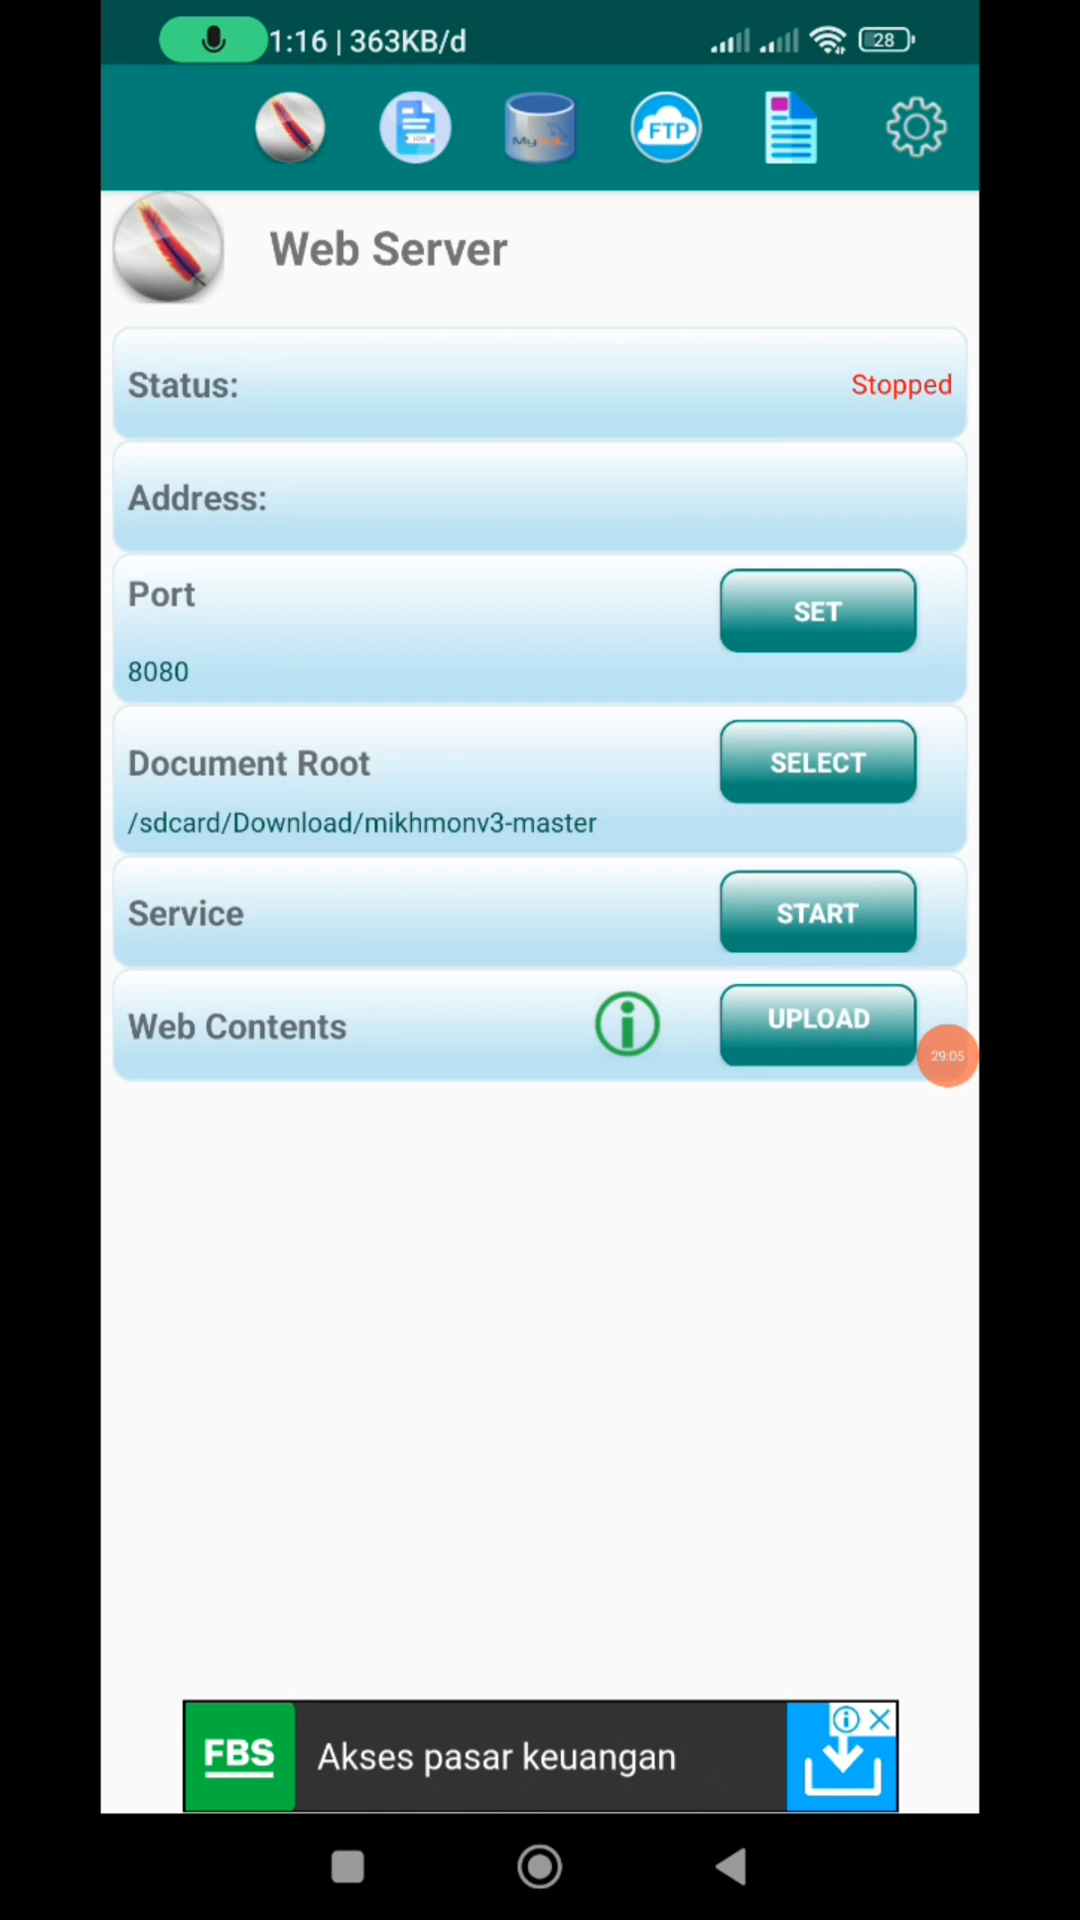 1:16 | 363KB/d
28
MySQL
FTP
Web Server
Status:
Stopped
Address:
Port
SET
8080
Document Root
SELECT
/sdcard/Download/mikhmonv3-master
Service
START
Web Contents
UPLOAD
29:05
FBS
Akses pasar keuangan